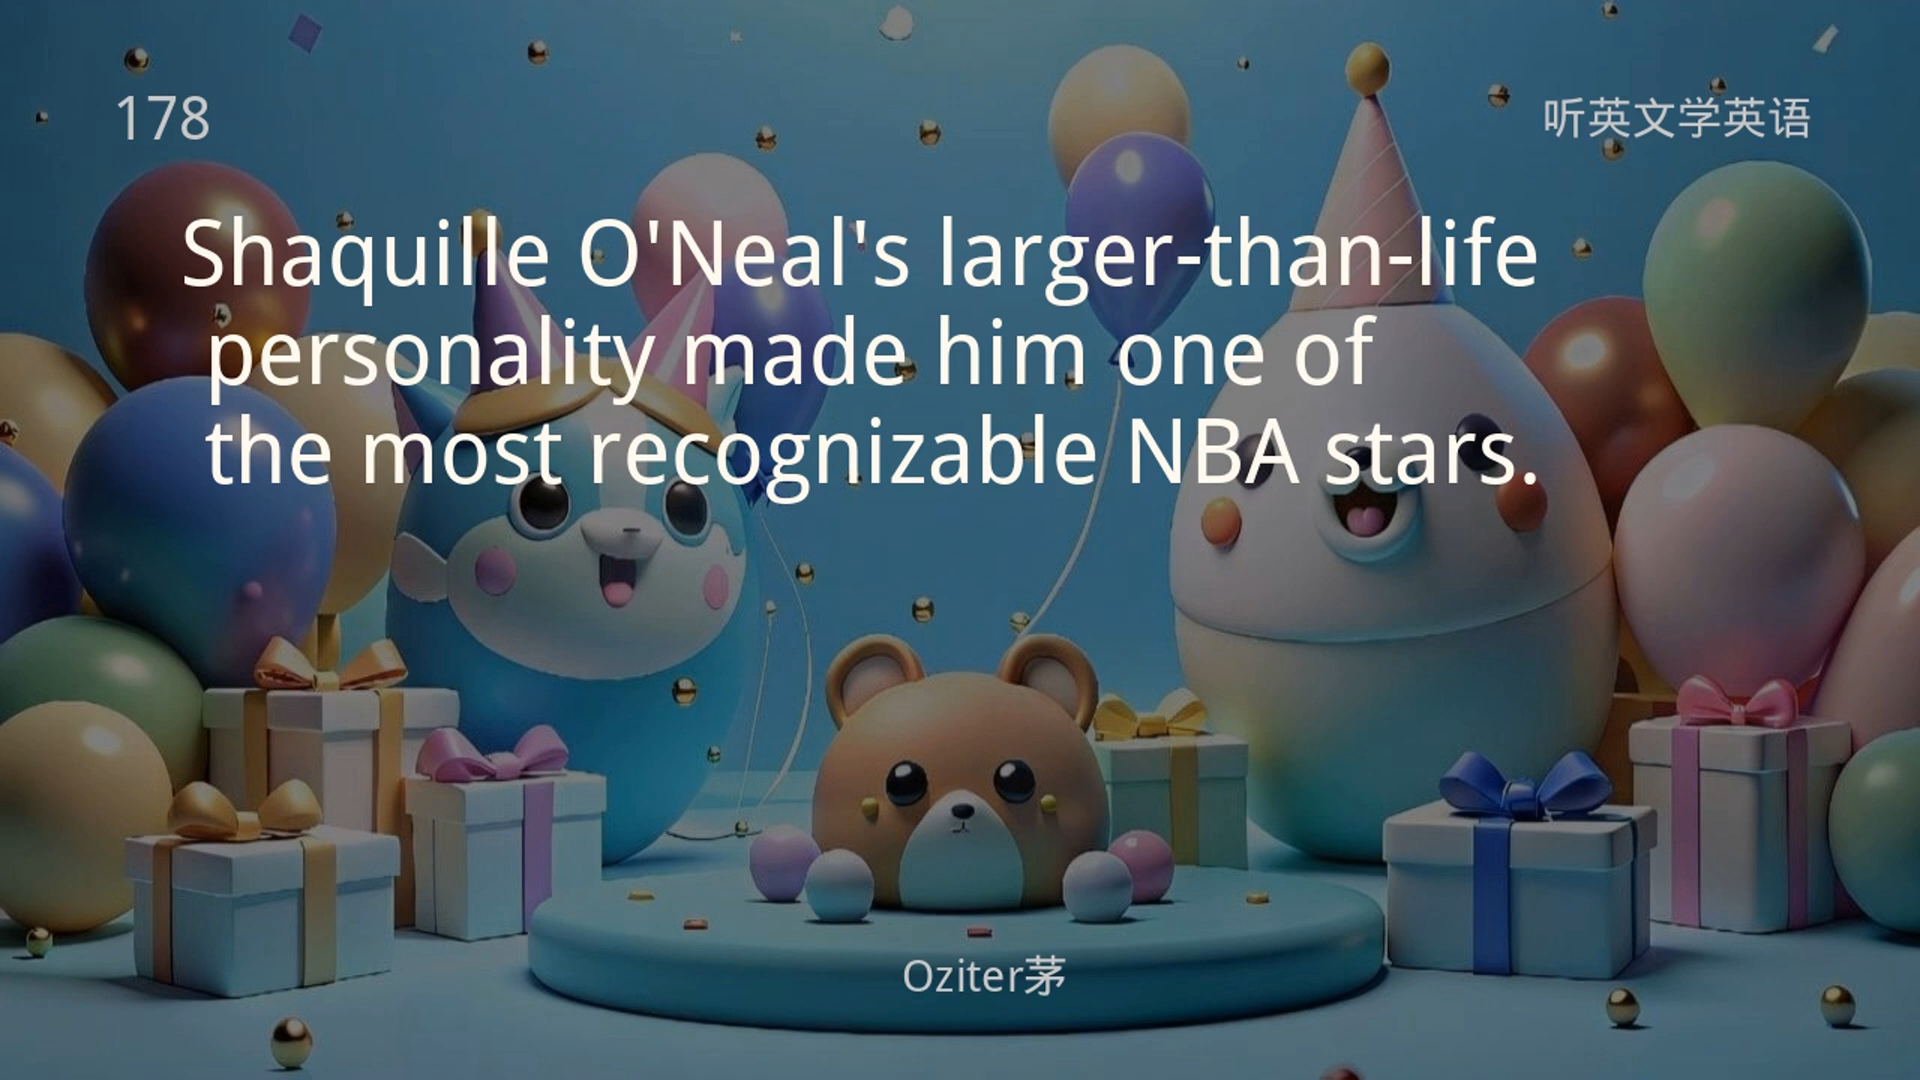 178
听英文学英语
Shaquille O'Neal's larger-than-life
personality made him one of
the most recognizable NBA stars.
Oziter茅